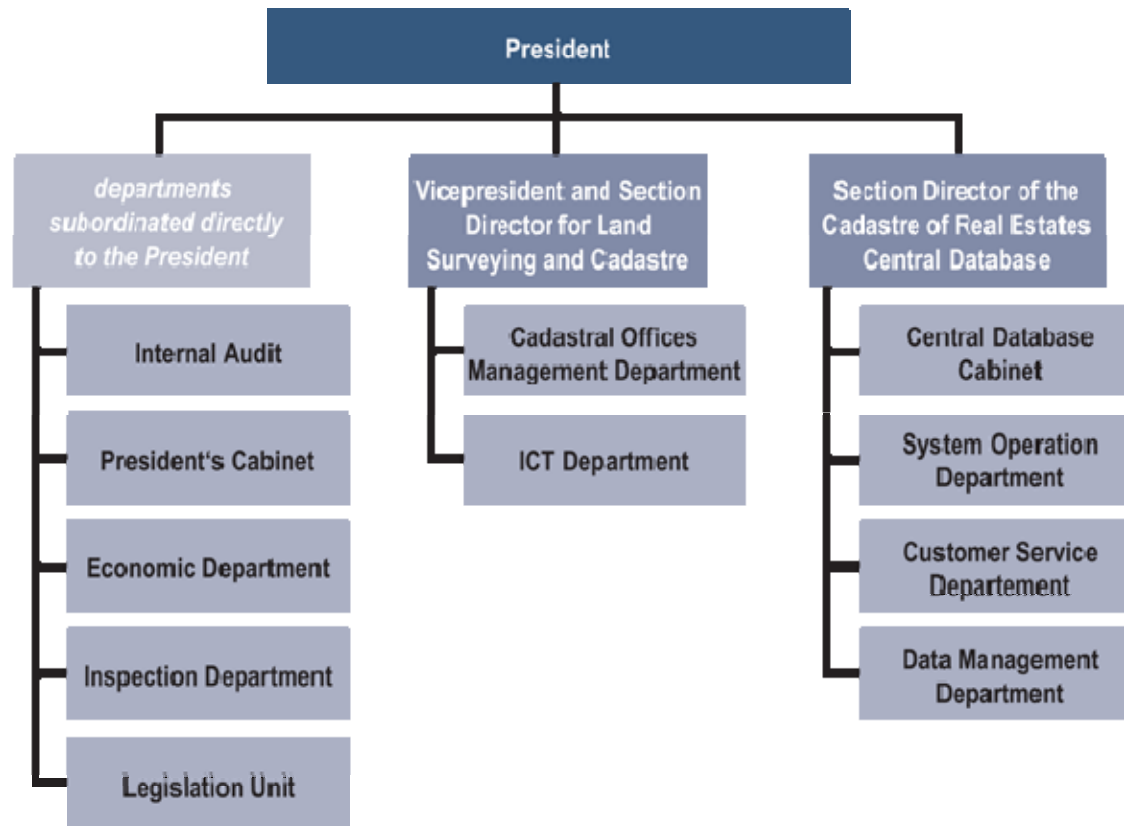 President
departments
subordinated directly
to the President
Internal Audit
President's Cabinet
Economic Department
Inspection Department
Legislation Unit
Vicepresident and Section
Director for Land
Surveying and Cadastre
Cadastral Offices
Management Department
ICT Department
Section Director of the
Cadastre of Real Estates
Central Database
Central Database
Cabinet
System Operation
Department
Customer Service
Departement
Data Management
Department